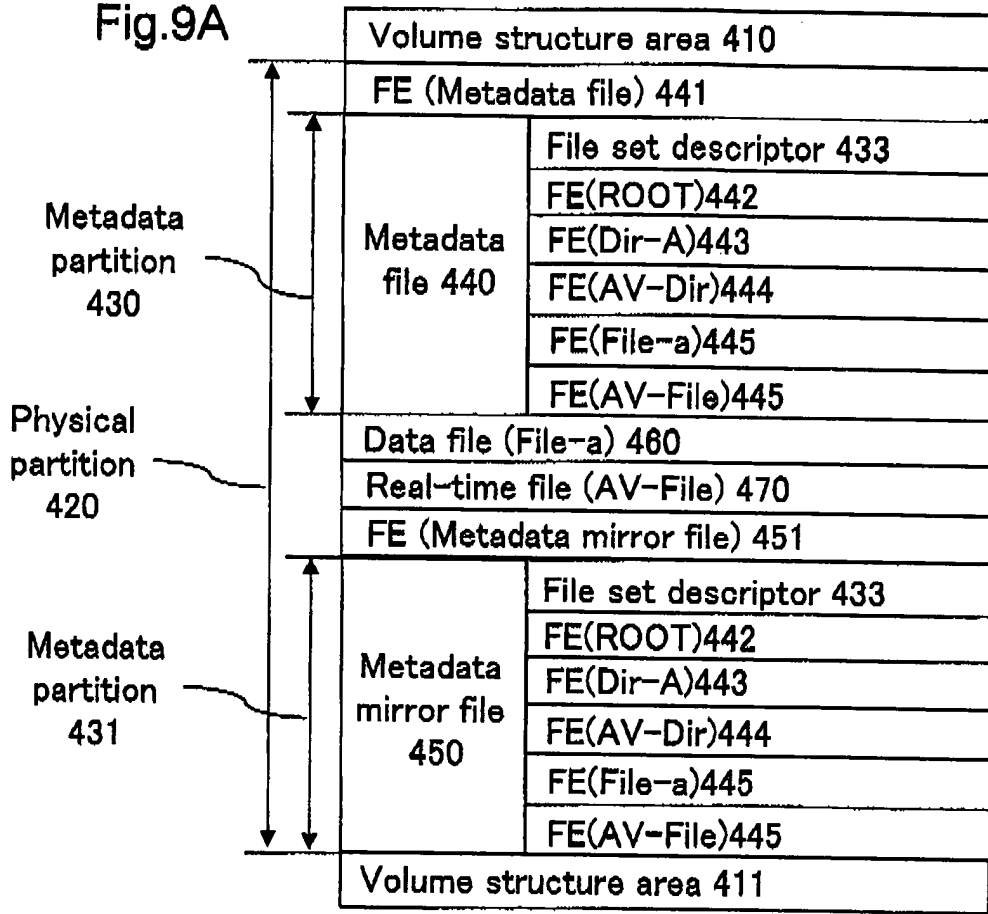 Fig.9A
Volume structure area 410
FE (Metadata file) 441
Metadata
partition
430
Metadata
file 440
File set descriptor 433
FE(ROOT)442
FE(Dir-A)443
FE(AV-Dir)444
FE(File-a)445
FE(AV-File)445
Physical
partition
420
Data file (File-a) 460
Real-time file (AV-File) 470
FE (Metadata mirror file) 451
Metadata
partition
431
Metadata
mirror file
450
File set descriptor 433
FE(ROOT)442
FE(Dir-A)443
FE(AV-Dir)444
FE(File-a)445
FE(AV-File)445
Volume structure area 411